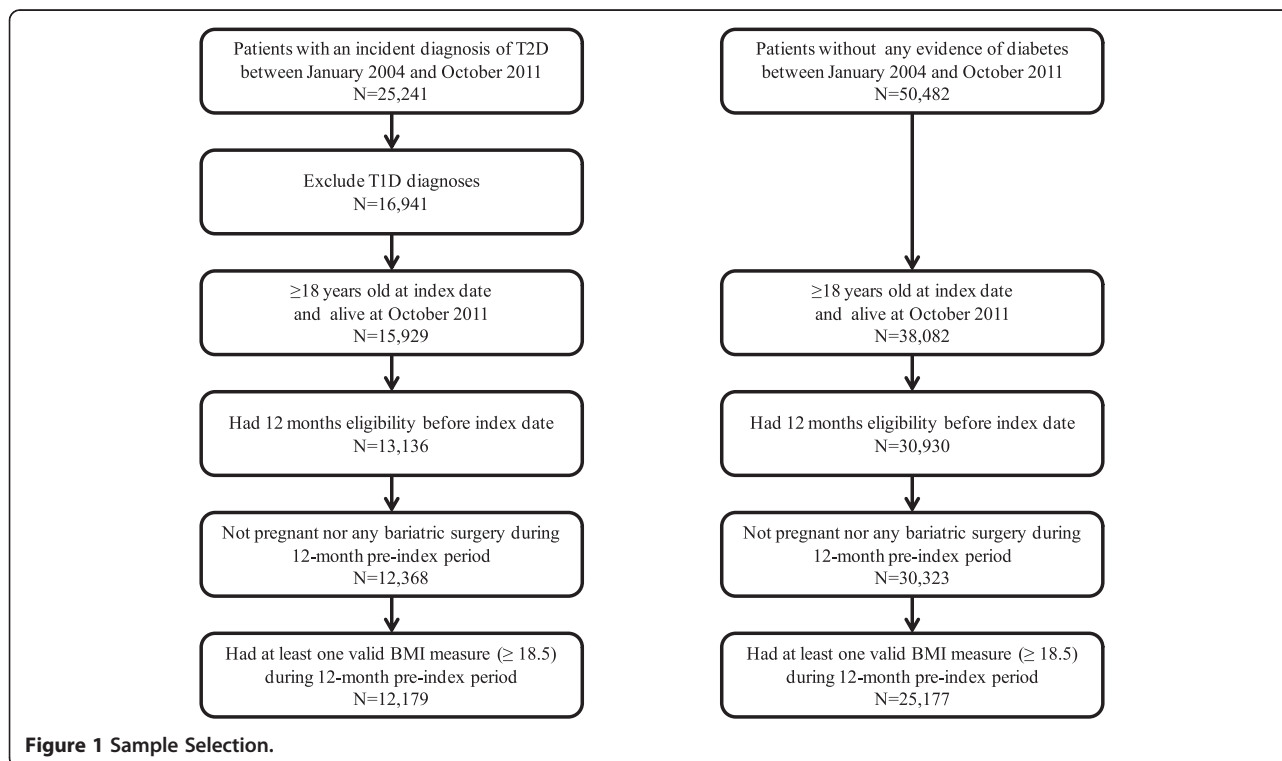 Patients with an incident diagnosis of T2D
between January 2004 and October 2011
N=25,241
Exclude T1D diagnoses
N=16,941
≥18 years old at index date
and alive at October 2011
N=15,929
Had 12 months eligibility before index date
N=13,136
Not pregnant nor any bariatric surgery during
12-month pre-index period
N=12,368
Had at least one valid BMI measure (≥ 18.5)
during 12-month pre-index period
N=12,179
Patients without any evidence of diabetes
between January 2004 and October 2011
N=50,482
≥18 years old at index date
and alive at October 2011
N=38,082
Had 12 months eligibility before index date
N=30,930
Not pregnant nor any bariatric surgery during
12-month pre-index period
N=30,323
Had at least one valid BMI measure (≥ 18.5)
during 12-month pre-index period
N=25,177
Figure 1 Sample Selection.